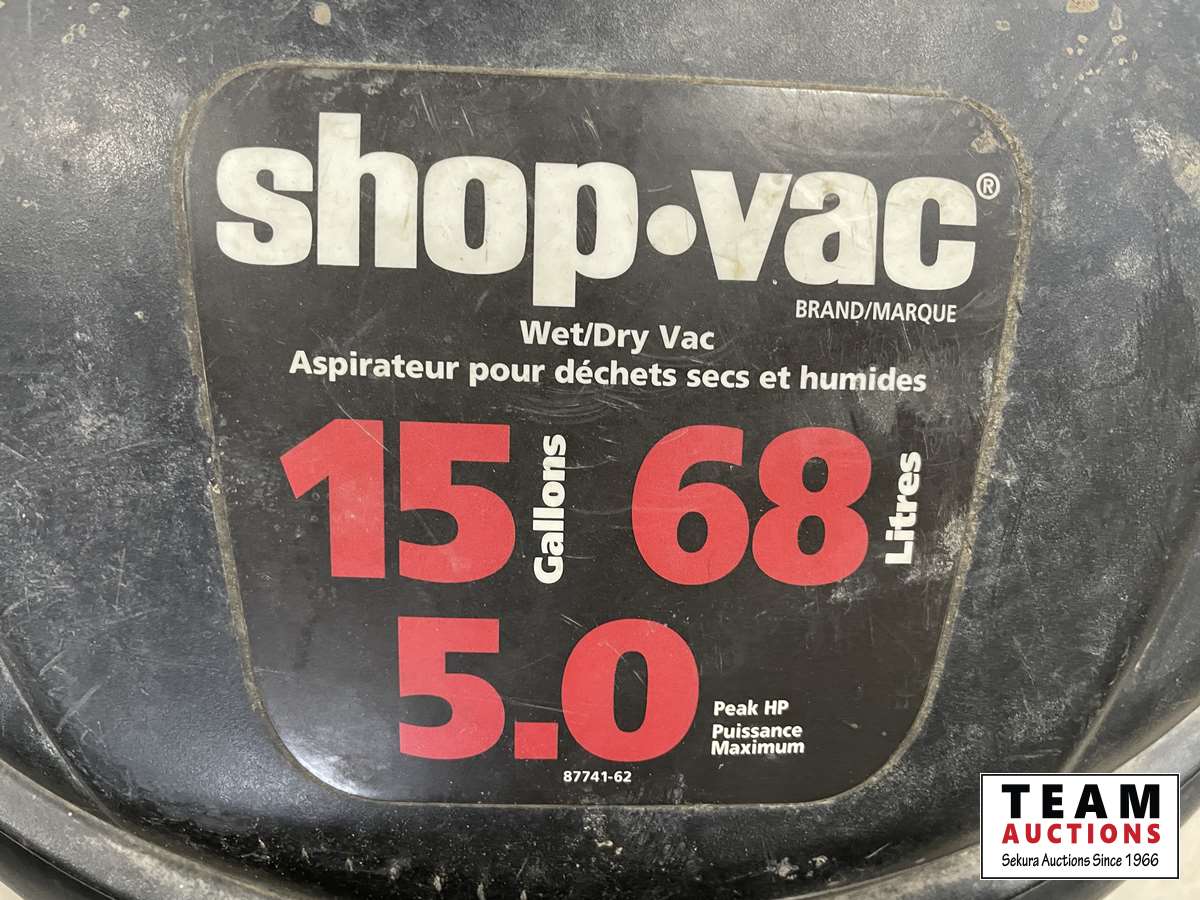 shop·vac®
BRAND/MARQUE
Wet/Dry Vac
Aspirateur pour déchets secs et humides
15 Gallons 68 Litres
5.0 Peak HP
Puissance
Maximum
87741-62
TEAM
AUCTIONS
Sekura Auctions Since 1966